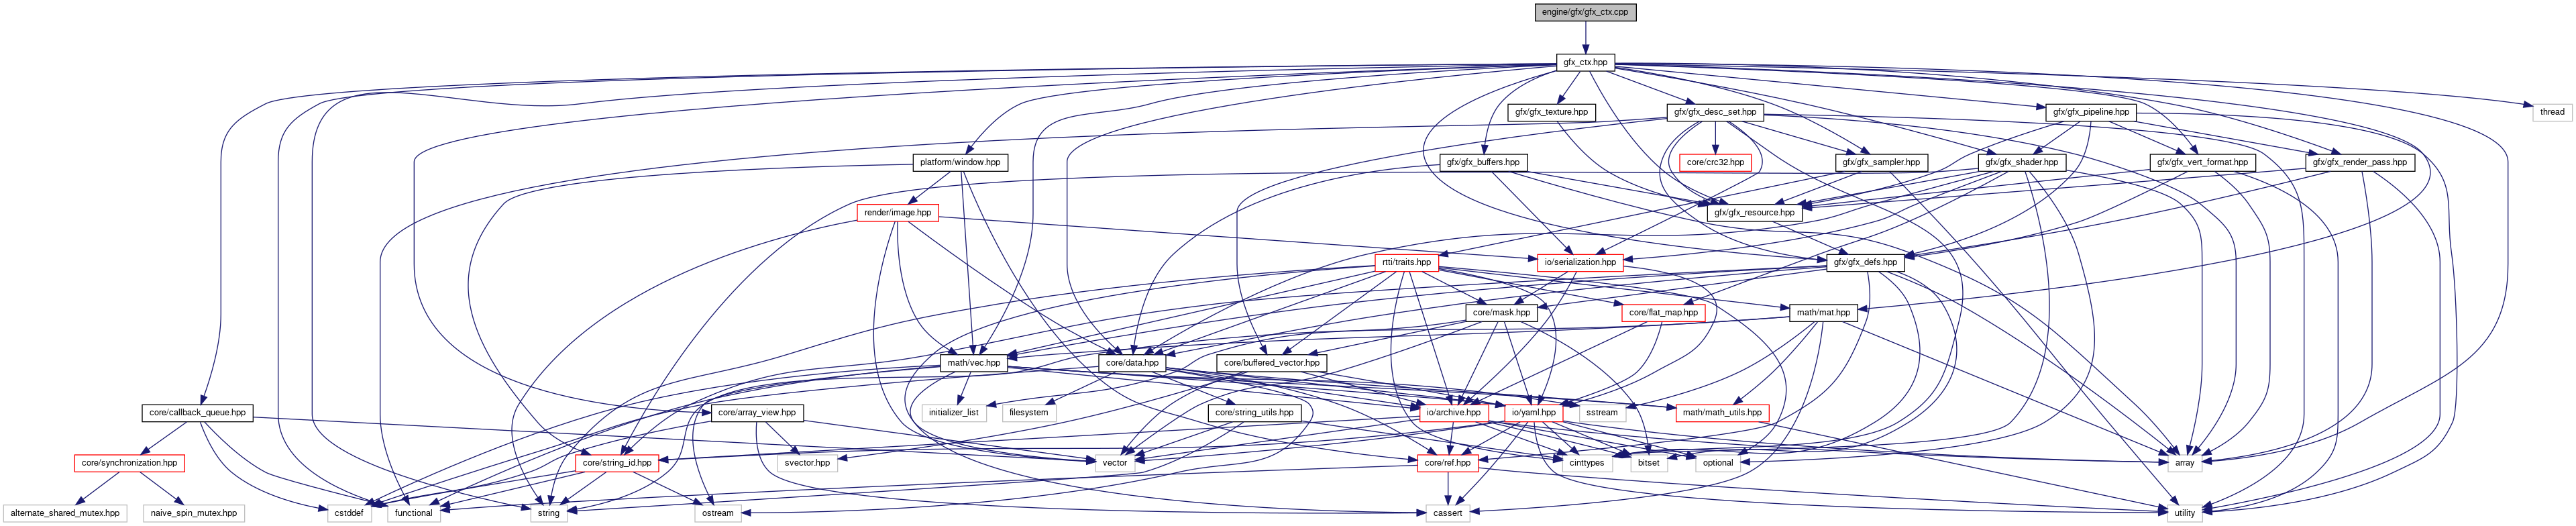 engine/gfx/gfx_ctx.cpp
gfx_ctx.hpp
gfx/gfx_texture.hpp
gfx/gfx_desc_set.hpp
gfx/gfx_pipeline.hpp
thread
platform/window.hpp
gfx/gfx_buffers.hpp
core/crc32.hpp
gfx/gfx_sampler.hpp
gfx/gfx_shader.hpp
gfx/gfx_vert_format.hpp
gfx/gfx_render_pass.hpp
render/image.hpp
gfx/gfx_resource.hpp
rtti/traits.hpp
io/serialization.hpp
gfx/gfx_defs.hpp
core/mask.hpp
core/flat_map.hpp
math/mat.hpp
math/vec.hpp
core/data.hpp
core/buffered_vector.hpp
core/callback_queue.hpp
core/array_view.hpp
initializer_list
filesystem
core/string_utils.hpp
io/archive.hpp
io/yaml.hpp
sstream
math/math_utils.hpp
core/synchronization.hpp
core/string_id.hpp
svector.hpp
vector
core/ref.hpp
cinttypes
bitset
optional
array
alternate_shared_mutex.hpp
naive_spin_mutex.hpp
cstddef
functional
string
ostream
cassert
utility